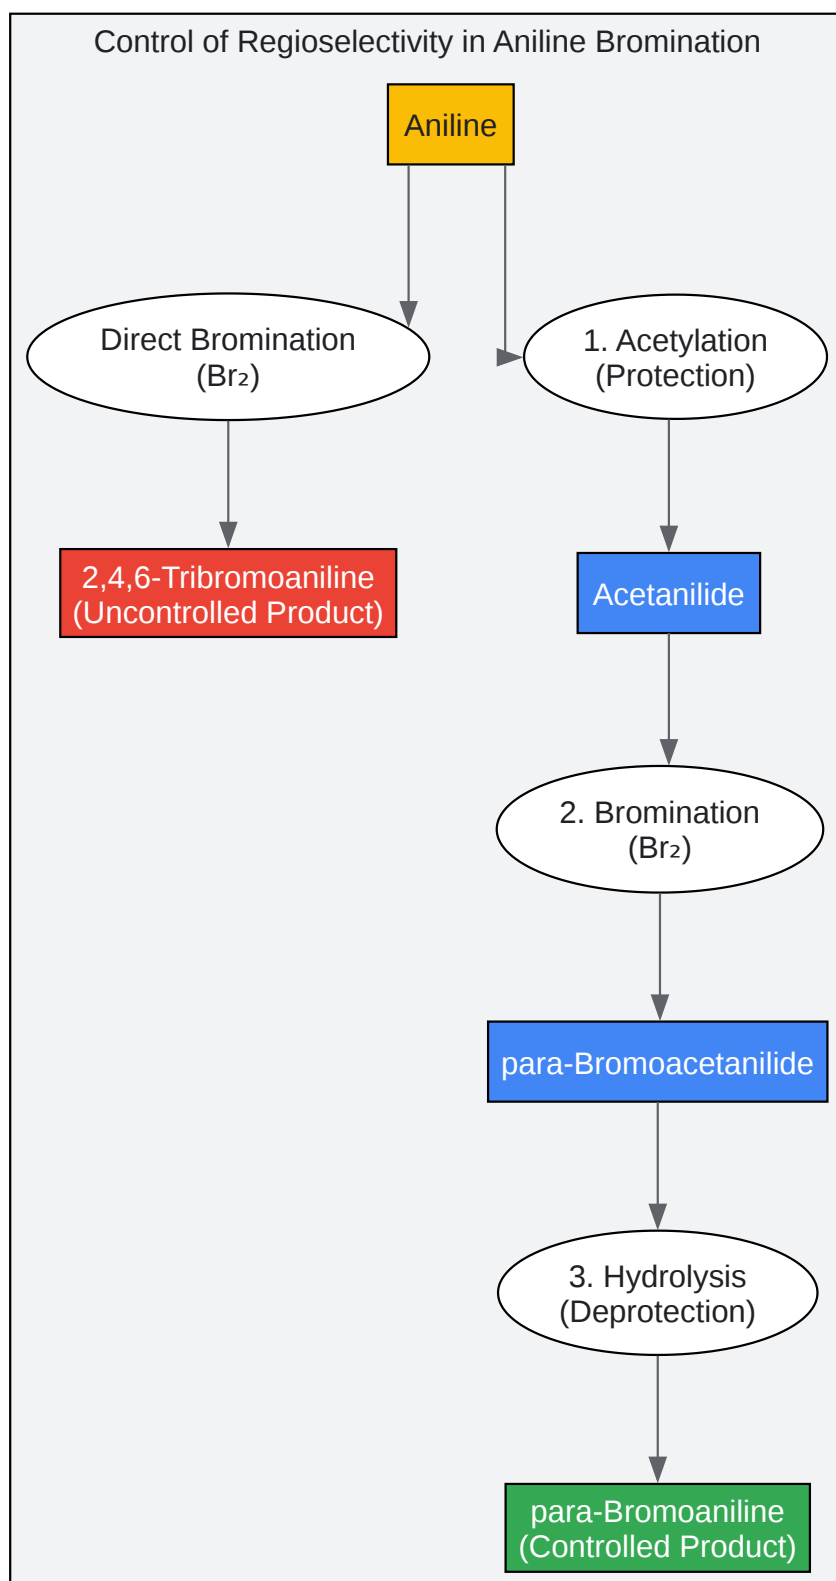 Control of Regioselectivity in Aniline Bromination
Aniline
Direct Bromination
(Br₂)
1. Acetylation
(Protection)
2,4,6-Tribromoaniline
(Uncontrolled Product)
Acetanilide
2. Bromination
(Br₂)
para-Bromoacetanilide
3. Hydrolysis
(Deprotection)
para-Bromoaniline
(Controlled Product)